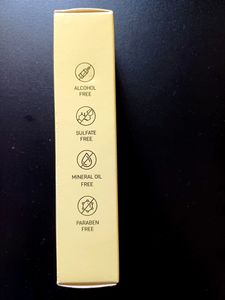 ALCOHOL
FREE
SULFATE
FREE
MINERAL OIL
FREE
PARABEN
FREE